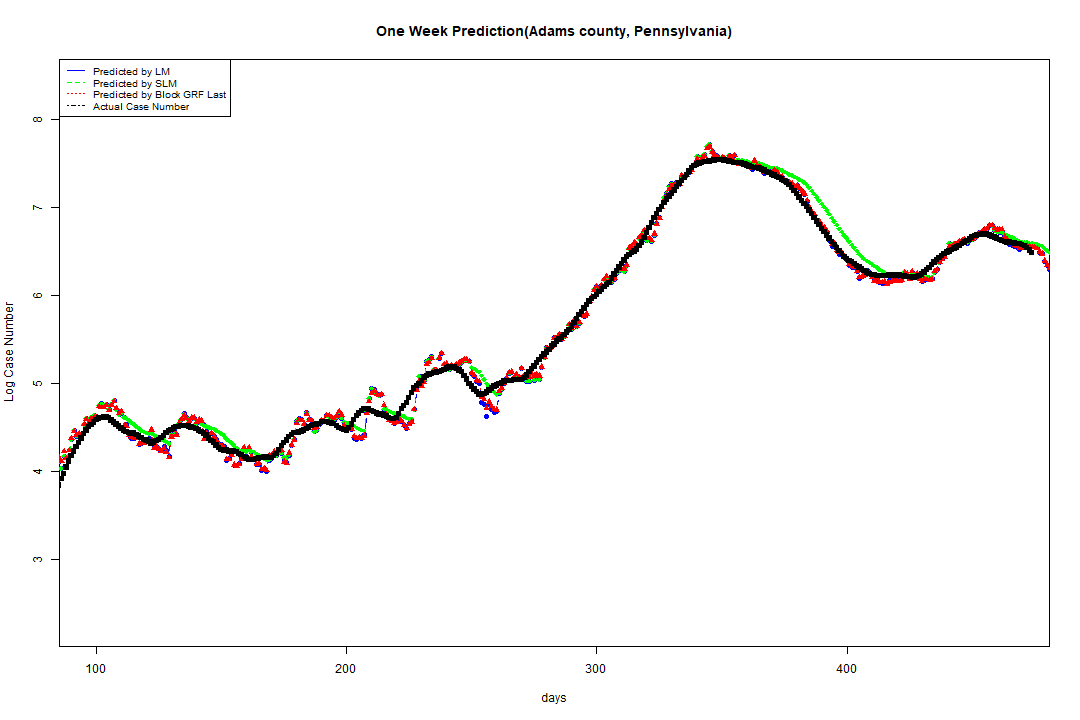 One Week Prediction(Adams county, Pennsylvania)
Predicted by LM
Predicted by SLM
Predicted by Block GRF Last
Actual Case Number
8
7
6
5
4
3
Log Case Number
100 200 300 400
days